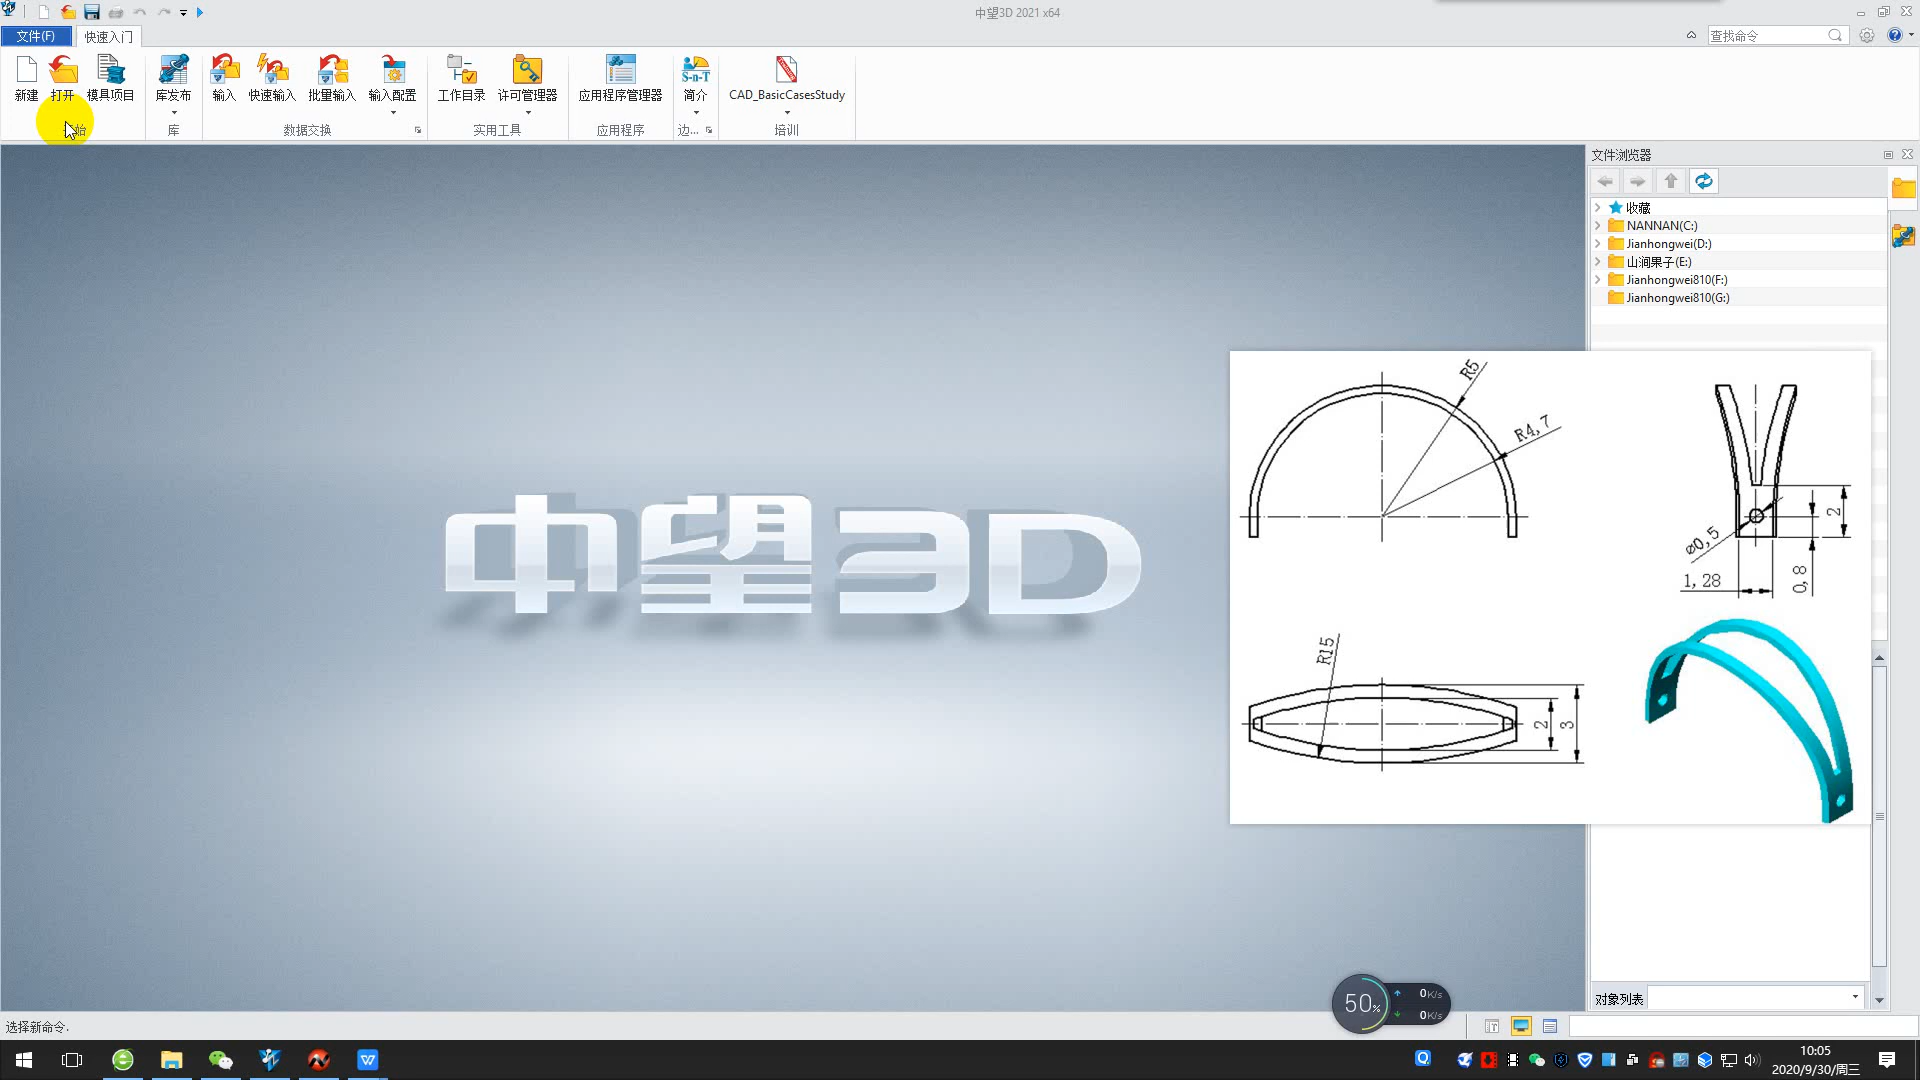 中望3D 2021 x64
文件(F)
快速入门
查找命令
新建
打开
模具项目
库发布
输入
快速输入
批量输入
输入配置
工作目录
许可管理器
应用程序管理器
S-n-T
简介
CAD_BasicCasesStudy
始
库
数据交换
实用工具
应用程序
边...
培训
文件浏览器
收藏
NANNAN(C:)
Jianhongwei(D:)
山涧果子(E:)
Jianhongwei810(F:)
Jianhongwei810(G:)
中望3D
R5
R4,7
⌀0,5
2
1,28
0,8
R15
2
3
50%
0K/s
0K/s
对象列表
选择新命令.
10:05
2020/9/30/周三